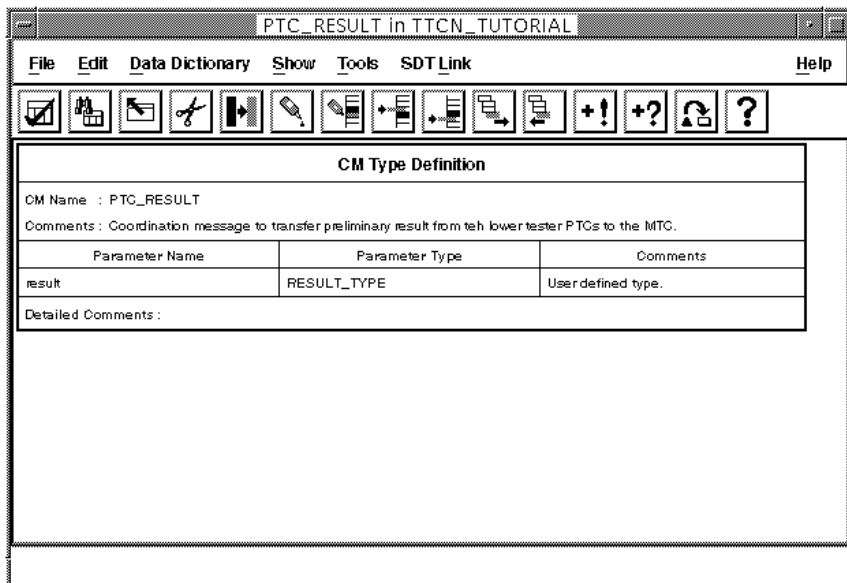 PTC_RESULT in TTCN_TUTORIAL
File Edit Data Dictionary Show Tools SDT Link Help
+! +? ?
CM Type Definition
CM Name : PTC_RESULT
Comments : Coordination message to transfer preliminary result from teh lower tester PTCs to the MTC.
Parameter Name Parameter Type Comments
result RESULT_TYPE User defined type.
Detailed Comments :